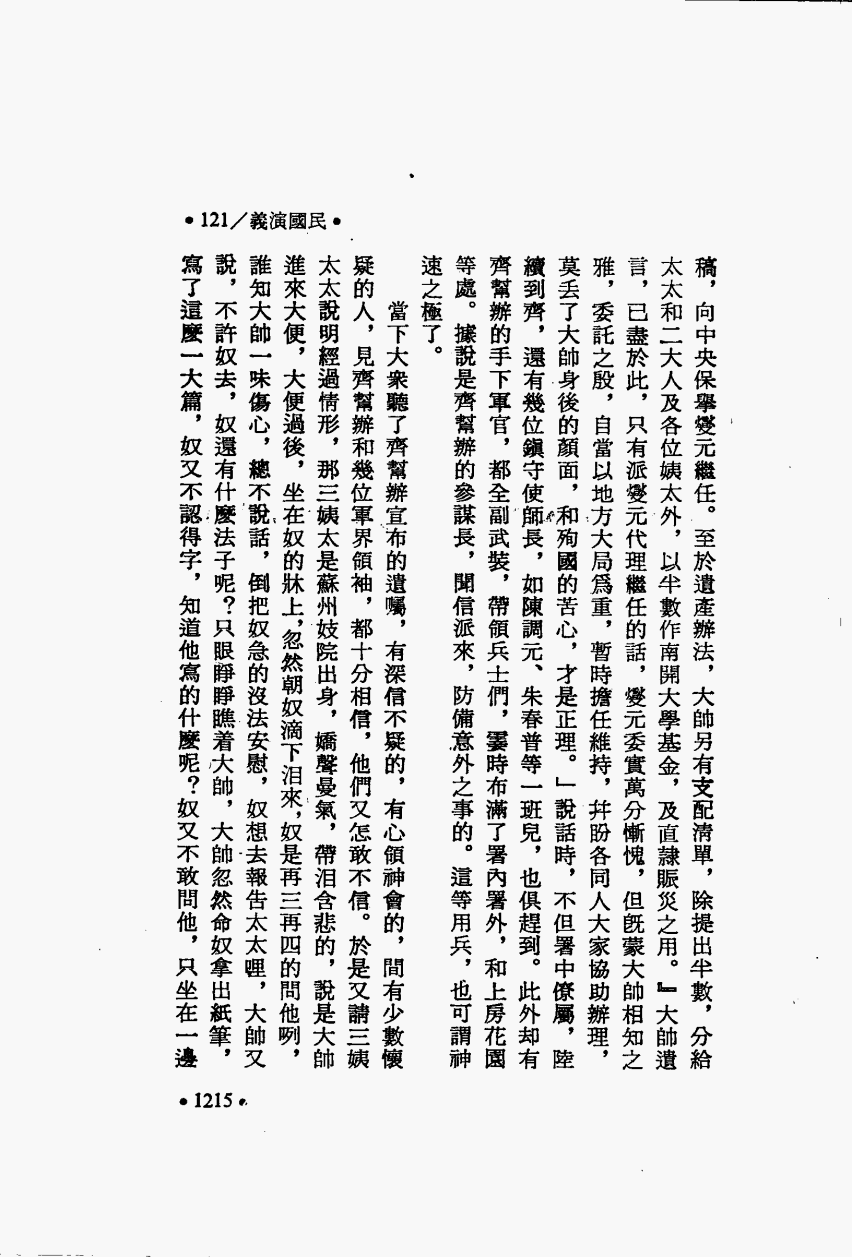 •121／義演國民•
稿，向中央保舉燮元繼任。至於遺產辦法，大帥另有支配清單，除提出半數，分給
太太和二大人及各位姨太外，以半數作南開大學基金，及直隸賑災之用。』大帥遺
言，已盡於此，只有派燮元代理繼任的話，燮元委實萬分慚愧，但旣蒙大帥相知之
雅，委託之殷，自當以地方大局爲重，暫時擔任維持，幷盼各同人大家協助辦理，
莫丟了大帥身後的顏面，和殉國的苦心，才是正理。」說話時，不但署中僚屬，陸
續到齊，還有幾位鎭守使師長，如陳調元、朱春普等一班兒，也俱趕到。此外却有
齊幫辦的手下軍官，都全副武裝，帶領兵士們，霎時布滿了署內署外，和上房花園
等處。據說是齊幫辦的參謀長，聞信派來，防備意外之事的。這等用兵，也可謂神
速之極了。
當下大衆聽了齊幫辦宣布的遺囑，有深信不疑的，有心領神會的，間有少數懷
疑的人，見齊幫辦和幾位軍界領袖，都十分相信，他們又怎敢不信。於是又請三姨
太太說明經過情形，那三姨太是蘇州妓院出身，嬌聲曼氣，帶泪含悲的，說是大帥
進來大便，大便過後，坐在奴的牀上，忽然朝奴滴下泪來，奴是再三再四的問他咧，
誰知大帥一味傷心，總不說話，倒把奴急的沒法安慰，奴想去報告太太哩，大帥又
說，不許奴去，奴還有什麼法子呢？只眼睜睜瞧着大帥，大帥忽然命奴拿出紙筆，
寫了這麼一大篇，奴又不認得字，知道他寫的什麼呢？奴又不敢問他，只坐在一邊
•1215•